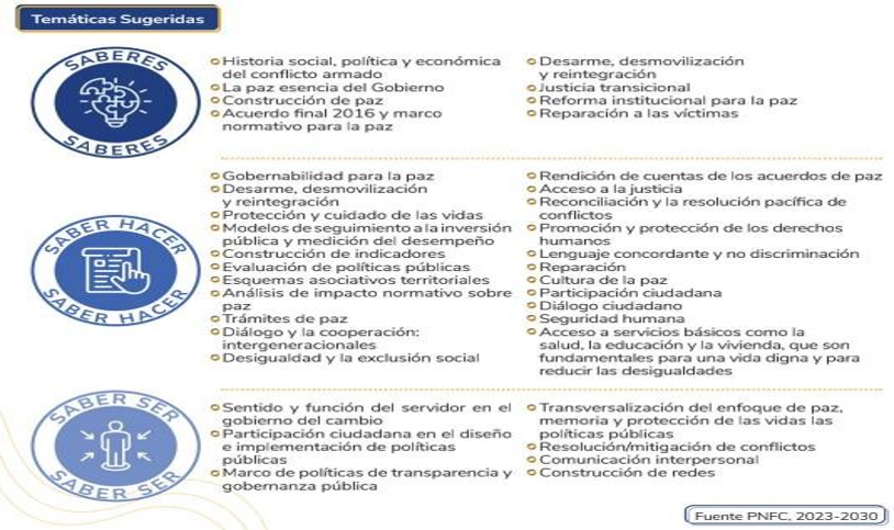 Temáticas Sugeridas
SABERES
SABERES
Historia social, política y económica
del conflicto armado
La paz esencia del Gobierno
Construcción de paz
Acuerdo final 2016 y marco
normativo para la paz
Desarme, desmovilización
y reintegración
Justicia transicional
Reforma institucional para la paz
Reparación a las víctimas
SABER HACER
SABER HACER
Gobernabilidad para la paz
Desarme, desmovilización
y reintegración
Protección y cuidado de las vidas
Modelos de seguimiento a la inversión
pública y medición del desempeño
Construcción de indicadores
Evaluación de políticas públicas
Esquemas asociativos territoriales
Análisis de impacto normativo sobre
paz
Trámites de paz
Diálogo y la cooperación:
intergeneracionales
Desigualdad y la exclusión social
Rendición de cuentas de los acuerdos de paz
Acceso a la justicia
Reconciliación y la resolución pacífica de
conflictos
Promoción y protección de los derechos
humanos
Lenguaje concordante y no discriminación
Reparación
Cultura de la paz
Participación ciudadana
Diálogo ciudadano
Seguridad humana
Acceso a servicios básicos como la
salud, la educación y la vivienda, que son
fundamentales para una vida digna y para
reducir las desigualdades
SABER SER
SABER SER
Sentido y función del servidor en el
gobierno del cambio
Participación ciudadana en el diseño
e implementación de políticas
públicas
Marco de políticas de transparencia y
gobernanza pública
Transversalización del enfoque de paz,
memoria y protección de las vidas las
políticas públicas
Resolución/mitigación de conflictos
Comunicación interpersonal
Construcción de redes
Fuente PNFC, 2023-2030